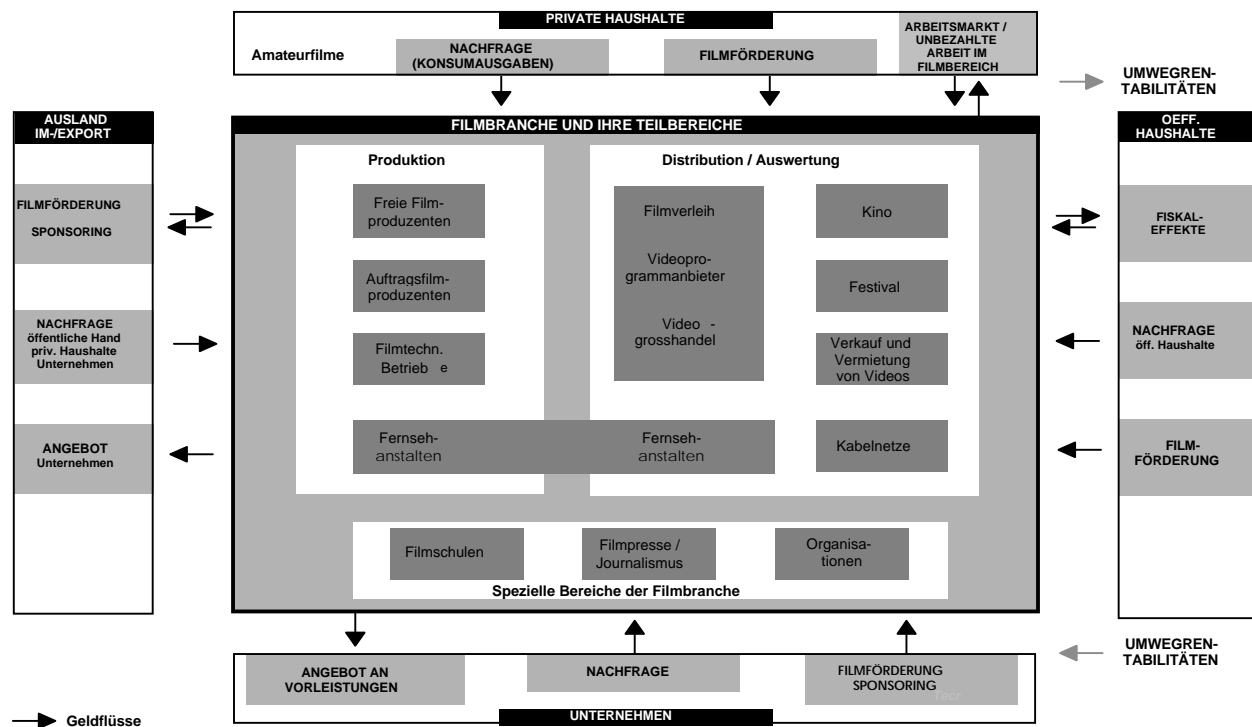 PRIVATE HAUSHALTE
Amateurfilme
NACHFRAGE
(KONSUMAUSGABEN)
FILMFÖRDERUNG
ARBEITSMARKT /
UNBEZAHLTE
ARBEIT IM
FILMBEREICH
UMWEGREN-
TABILITÄTEN
AUSLAND
IM-/EXPORT
FILMFÖRDERUNG
SPONSORING
NACHFRAGE
öffentliche Hand
priv. Haushalte
Unternehmen
ANGEBOT
Unternehmen
FILMBRANCHE UND IHRE TEILBEREICHE
Produktion
Freie Film-
produzenten
Auftragsfilm-
produzenten
Filmtechn.
Betrieb e
Fernseh-
anstalten
Distribution / Auswertung
Filmverleih
Videopro-
grammanbieter
Video -
grosshandel
Fernseh-
anstalten
Kino
Festival
Verkauf und
Vermietung
von Videos
Kabelnetze
Filmschulen
Filmpresse /
Journalismus
Organisa-
tionen
Spezielle Bereiche der Filmbranche
OEFF.
HAUSHALTE
FISKAL-
EFFEKTE
NACHFRAGE
öff. Haushalte
FILM-
FÖRDERUNG
UMWEGREN-
TABILITÄTEN
ANGEBOT AN
VORLEISTUNGEN
NACHFRAGE
FILMFÖRDERUNG
SPONSORING
Tecr
UNTERNEHMEN
Geldflüsse